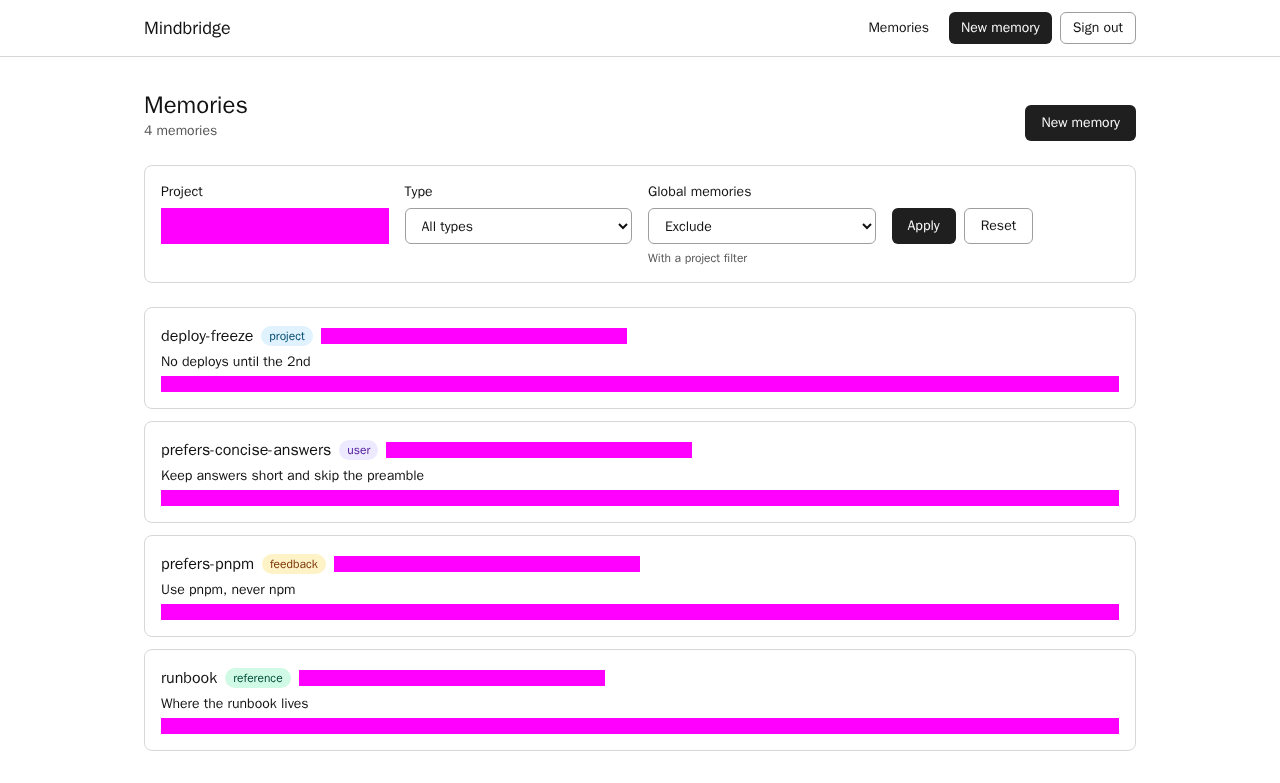 Mindbridge
Memories
New memory
Sign out
Memories
4 memories
New memory
Project
Type
Global memories
All types
Exclude
Apply
Reset
With a project filter
deploy-freeze project
No deploys until the 2nd
prefers-concise-answers user
Keep answers short and skip the preamble
prefers-pnpm feedback
Use pnpm, never npm
runbook reference
Where the runbook lives